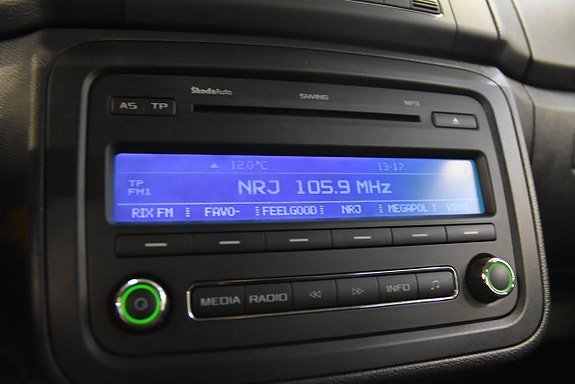 ŠkodaAuto SWING MP3
AS TP
12.0°C 13:17
TP
FM1
NRJ 105.9 MHz
RIX FM FAVO- FEELGOOD NRJ MEGAPOL VINYL
MEDIA RADIO INFO